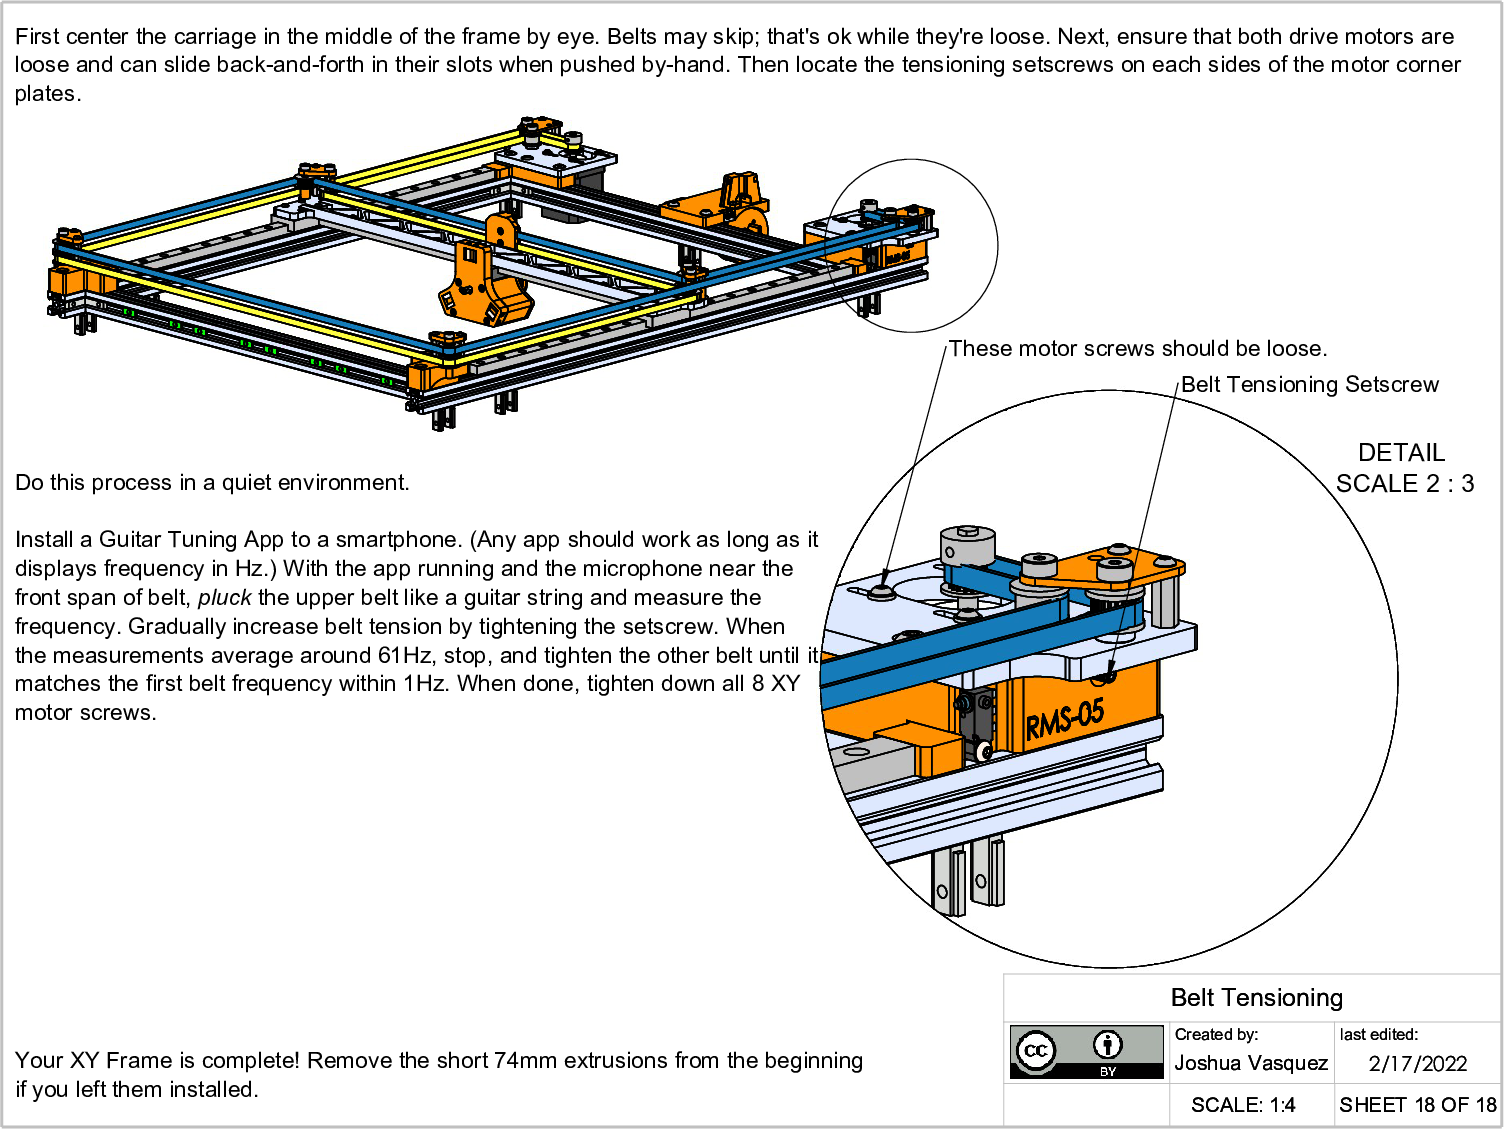 First center the carriage in the middle of the frame by eye. Belts may skip; that's ok while they're loose. Next, ensure that both drive motors are
loose and can slide back-and-forth in their slots when pushed by-hand. Then locate the tensioning setscrews on each sides of the motor corner
plates.
These motor screws should be loose.
Belt Tensioning Setscrew
DETAIL
SCALE 2 : 3
Do this process in a quiet environment.
Install a Guitar Tuning App to a smartphone. (Any app should work as long as it
displays frequency in Hz.) With the app running and the microphone near the
front span of belt, pluck the upper belt like a guitar string and measure the
frequency. Gradually increase belt tension by tightening the setscrew. When
the measurements average around 61Hz, stop, and tighten the other belt until it
matches the first belt frequency within 1Hz. When done, tighten down all 8 XY
motor screws.
RMS-05
RMS-05
Your XY Frame is complete! Remove the short 74mm extrusions from the beginning
if you left them installed.
Belt Tensioning
CC
BY
Created by:
Joshua Vasquez
last edited:
2/17/2022
SCALE: 1:4
SHEET 18 OF 18